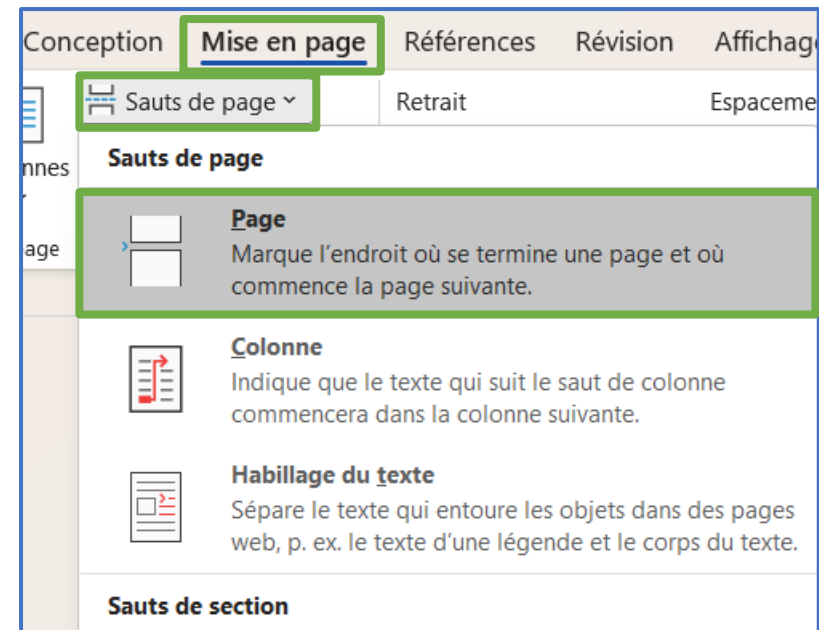 Conception Mise en page Références Révision Affichag
Sauts de page Retrait Espaceme
nnes
age
Sauts de page
Page
Marque l’endroit où se termine une page et où
commence la page suivante.
Colonne
Indique que le texte qui suit le saut de colonne
commencera dans la colonne suivante.
Habillage du texte
Sépare le texte qui entoure les objets dans des pages
web, p. ex. le texte d’une légende et le corps du texte.
Sauts de section